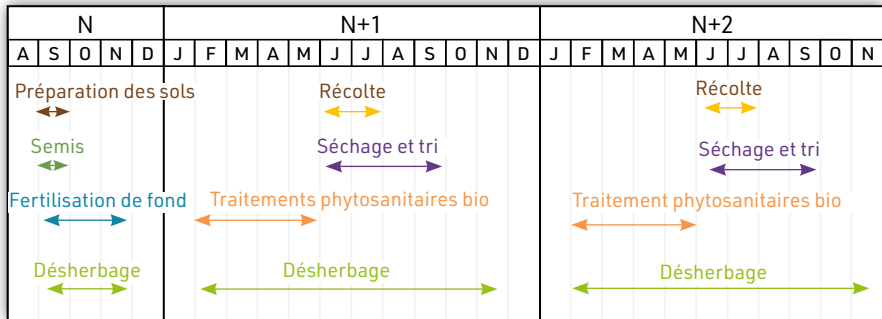 N N+1 N+2
A S O N D J F M A M J J A S O N D J F M A M J J A S O N
Préparation des sols Récolte Récolte
Semis Séchage et tri Séchage et tri
Fertilisation de fond Traitements phytosanitaires bio Traitement phytosanitaires bio
Désherbage Désherbage Désherbage